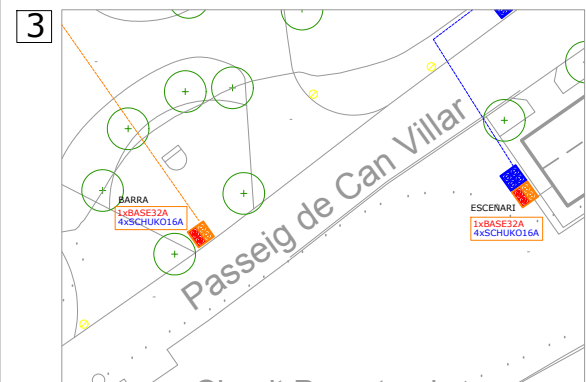 3
Passeig de Can Villar
BARRA
1xBASE32A
4xSCHUKO16A
ESCENARI
1xBASE32A
4xSCHUKO16A